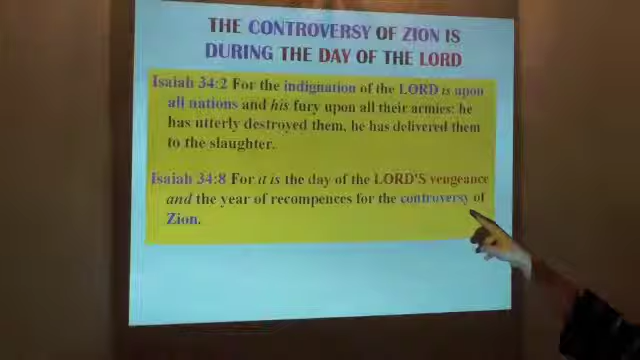 THE CONTROVERSY OF ZION IS
DURING THE DAY OF THE LORD
Isaiah 34:2 For the indignation of the LORD is upon
all nations and his fury upon all their armies: he
has utterly destroyed them, he has delivered them
to the slaughter.
Isaiah 34:8 For it is the day of the LORD'S vengeance
and the year of recompences for the controversy of
Zion.